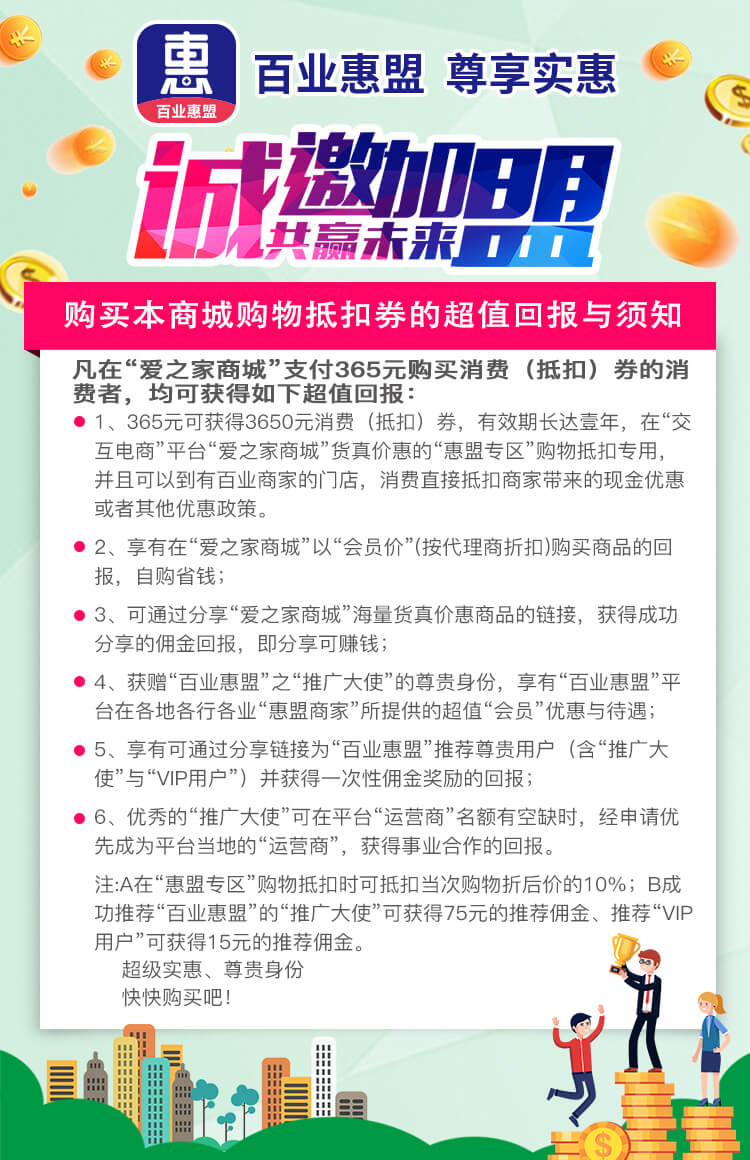 惠
百业惠盟
百业惠盟 尊享实惠
诚邀加盟
共赢未来
购买本商城购物抵扣券的超值回报与须知
凡在“爱之家商城”支付365元购买消费（抵扣）券的消
费者，均可获得如下超值回报：
1、365元可获得3650元消费（抵扣）券，有效期长达壹年，在“交
互电商”平台“爱之家商城”货真价惠的“惠盟专区”购物抵扣专用，
并且可以到有百业商家的门店，消费直接抵扣商家带来的现金优惠
或者其他优惠政策。
2、享有在“爱之家商城”以“会员价”(按代理商折扣)购买商品的回
报，自购省钱；
3、可通过分享“爱之家商城”海量货真价惠商品的链接，获得成功
分享的佣金回报，即分享可赚钱；
4、获赠“百业惠盟”之“推广大使”的尊贵身份，享有“百业惠盟”平
台在各地各行各业“惠盟商家”所提供的超值“会员”优惠与待遇；
5、享有可通过分享链接为“百业惠盟”推荐尊贵用户（含“推广大
使”与“VIP用户”）并获得一次性佣金奖励的回报；
6、优秀的“推广大使”可在平台“运营商”名额有空缺时，经申请优
先成为平台当地的“运营商”，获得事业合作的回报。
注:A在“惠盟专区”购物抵扣时可抵扣当次购物折后价的10%；B成
功推荐“百业惠盟”的“推广大使”可获得75元的推荐佣金、推荐“VIP
用户”可获得15元的推荐佣金。
超级实惠、尊贵身份
快快购买吧！